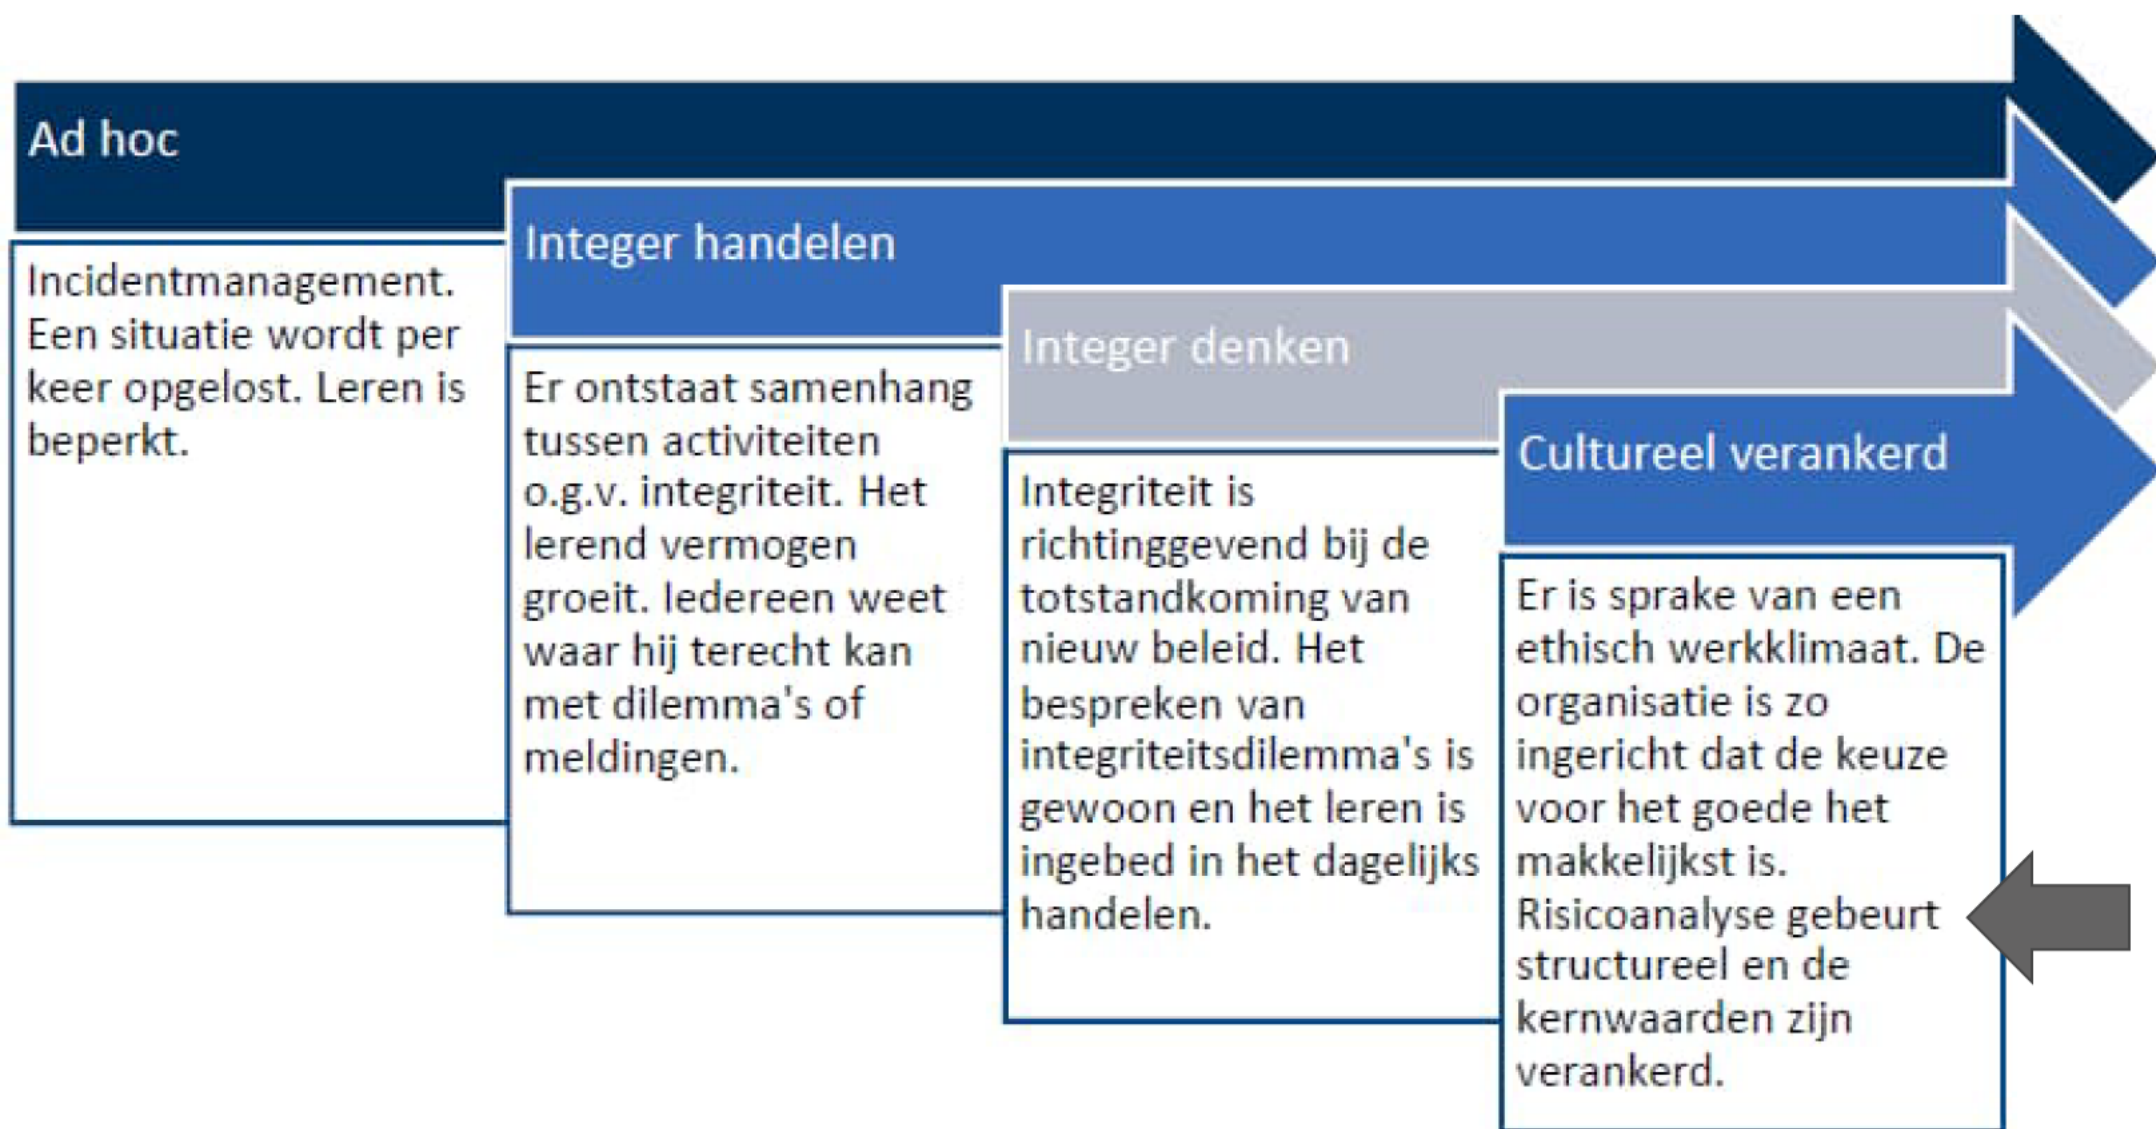 Ad hoc
Incidentmanagement.
Een situatie wordt per
keer opgelost. Leren is
beperkt.
Integer handelen
Er ontstaat samenhang
tussen activiteiten
o.g.v. integriteit. Het
lerend vermogen
groeit. Iedereen weet
waar hij terecht kan
met dilemma's of
meldingen.
Integer denken
Integriteit is
richtinggevend bij de
totstandkoming van
nieuw beleid. Het
bespreken van
integriteitsdilemma's is
gewoon en het leren is
ingebed in het dagelijks
handelen.
Cultureel verankerd
Er is sprake van een
ethisch werkklimaat. De
organisatie is zo
ingericht dat de keuze
voor het goede het
makkelijkst is.
Risicoanalyse gebeurt
structureel en de
kernwaarden zijn
verankerd.